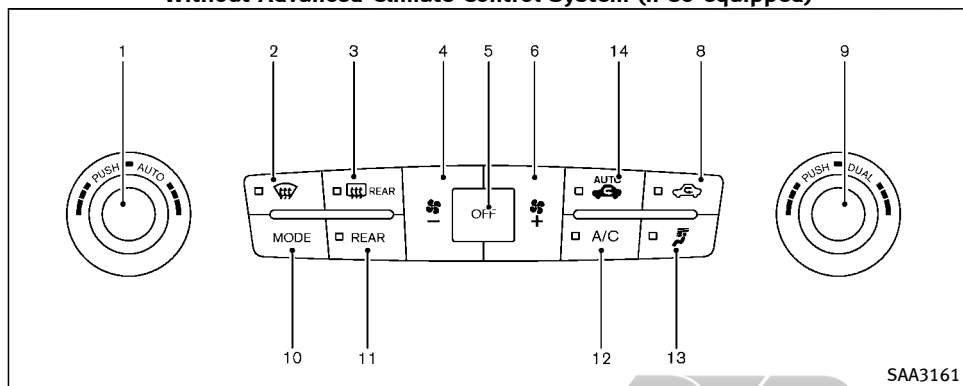 Without Advanced Climate Control System (if so equipped)
1 2 3 4 5 6 14 8 9
PUSH AUTO
REAR
AUTO
PUSH DUAL
OFF
MODE
REAR
A/C
10 11 12 13
SAA3161